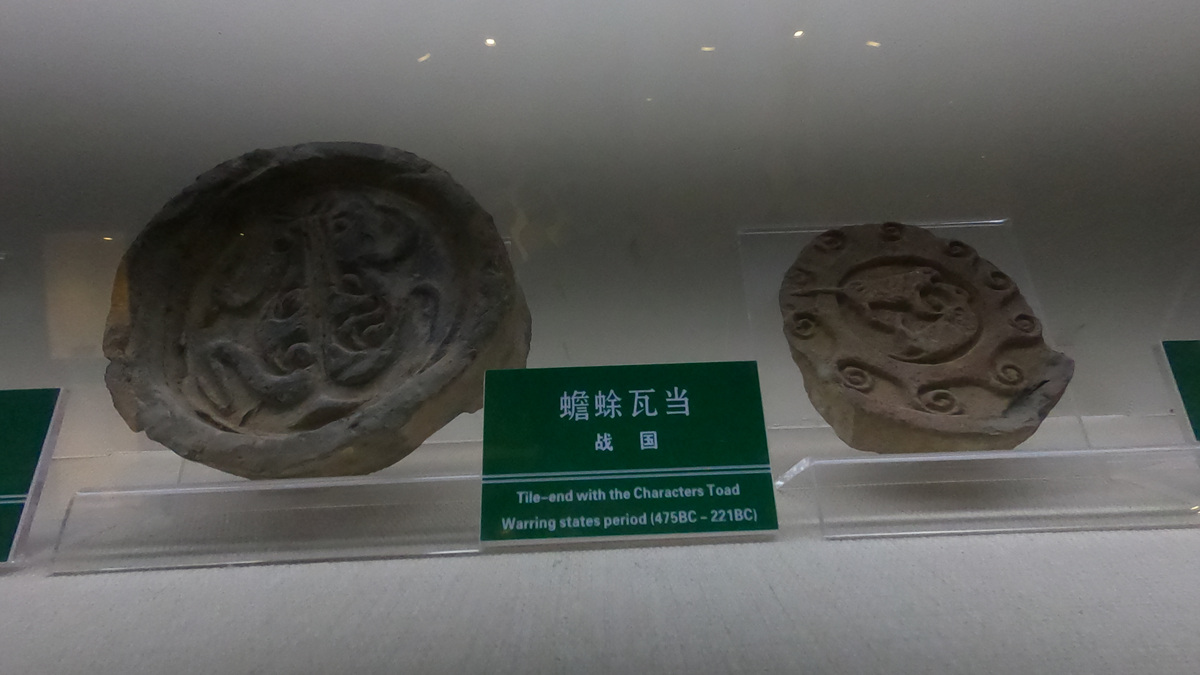 蟾蜍瓦当
战 国
Tile-end with the Characters Toad
Warring states period (475BC - 221BC)